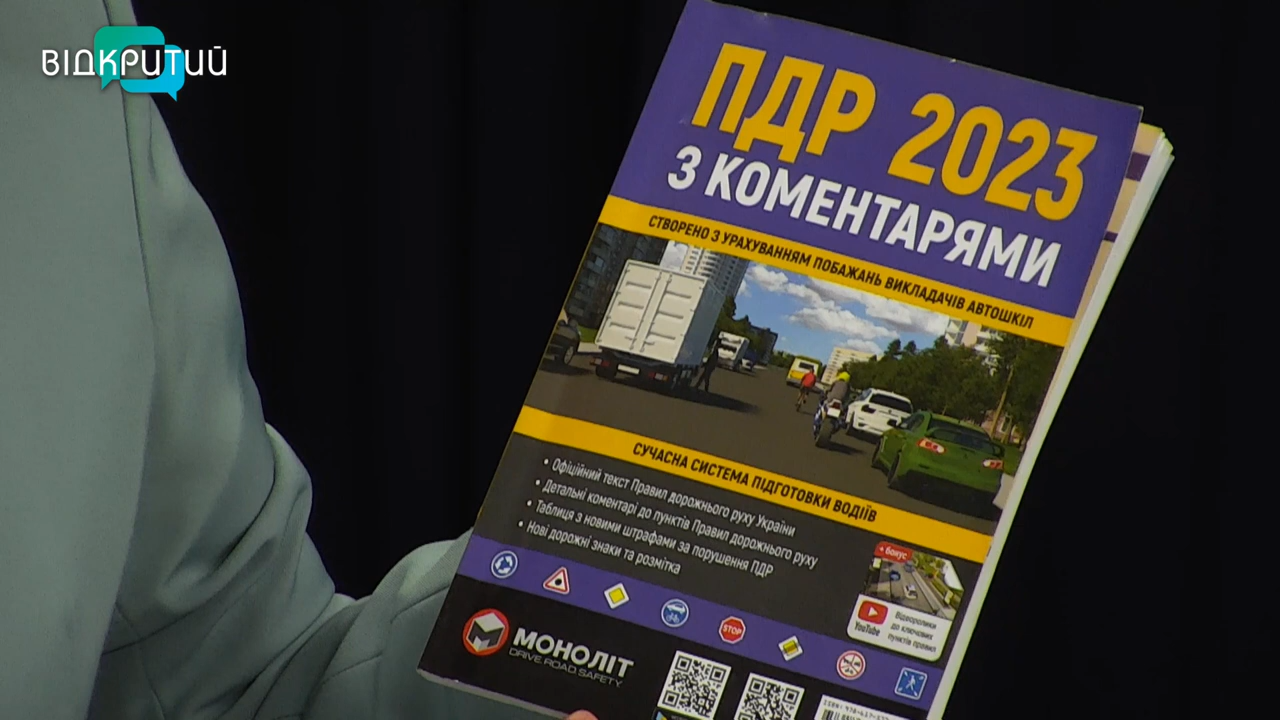 ВІДКРИТИЙ
ПДР 2023
З КОМЕНТАРЯМИ
СТВОРЕНО З УРАХУВАННЯМ ПОБАЖАНЬ ВИКЛАДАЧІВ АВТОШКІЛ
СУЧАСНА СИСТЕМА ПІДГОТОВКИ ВОДІЇВ
• Офіційний текст Правил дорожнього руху України
• Детальні коментарі до пунктів Правил дорожнього руху
• Таблиця з новими штрафами за порушення ПДР
• Нові дорожні знаки та розмітка
+ бонус
YouTube
Відеоролики
до ключових
пунктів правил
STOP
МОНОЛІТ
DRIVE ROAD SAFETY